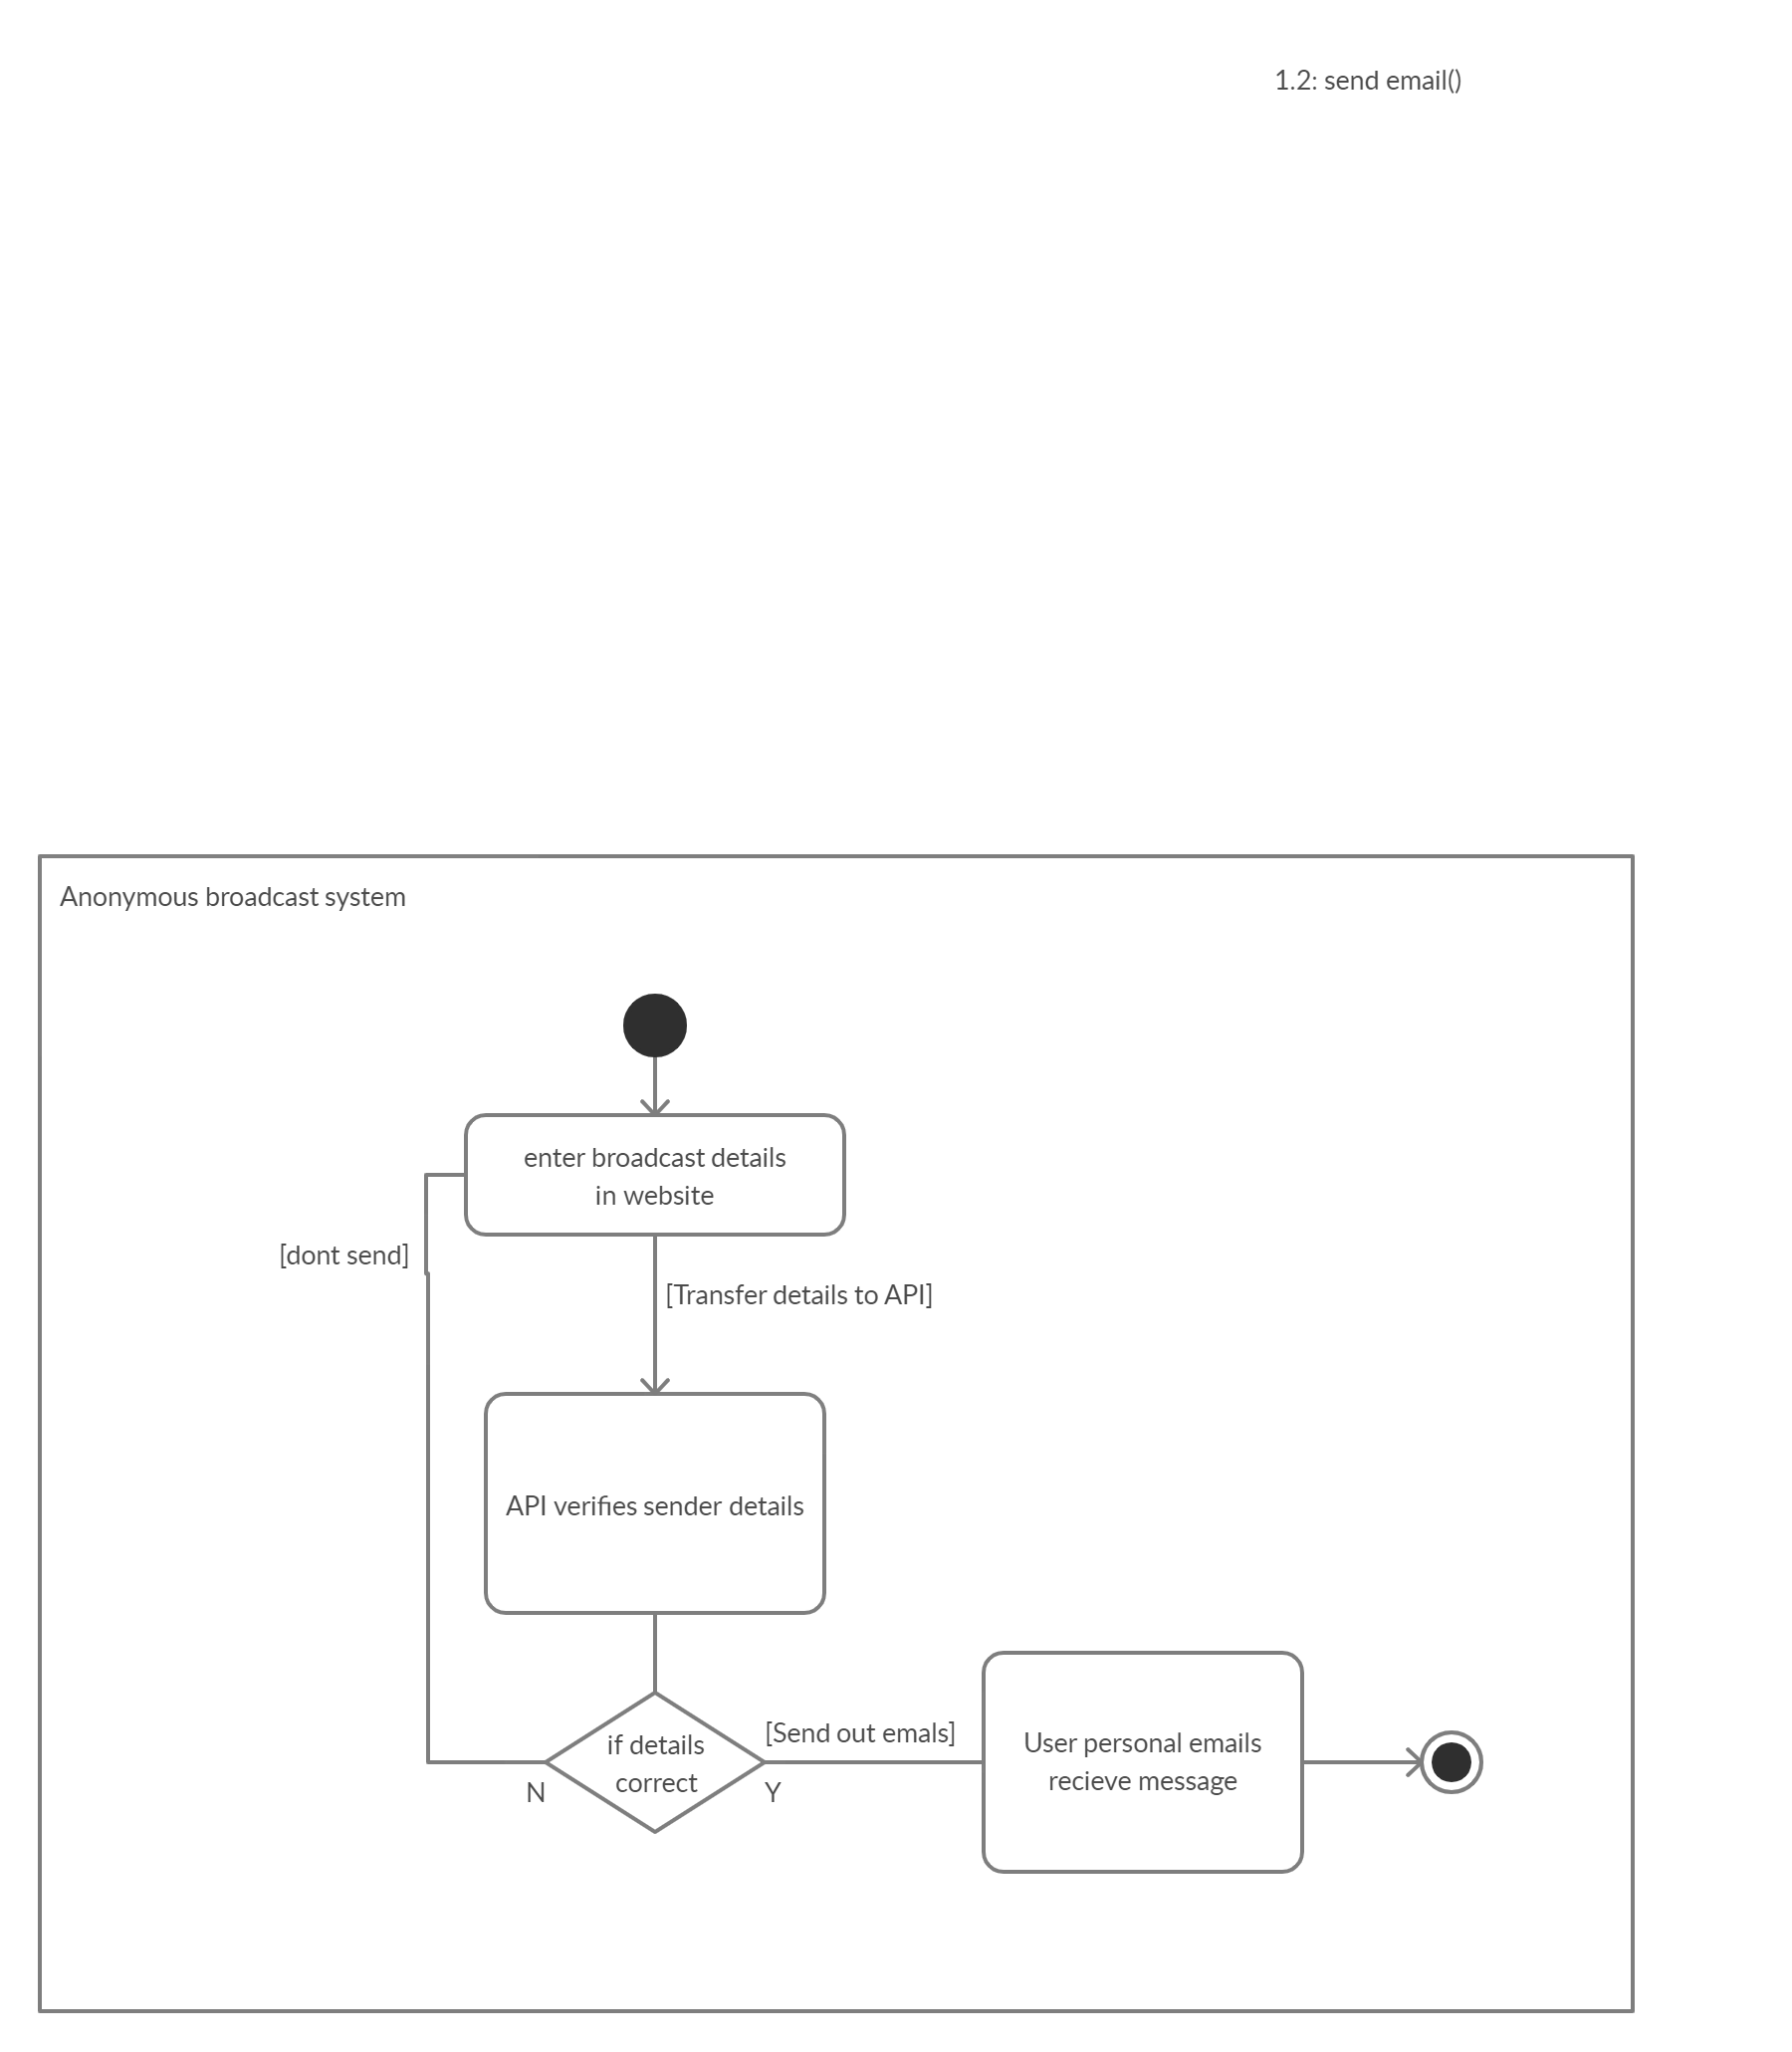 1.2: send email()
Anonymous broadcast system
enter broadcast details
in website
[dont send]
[Transfer details to API]
API verifies sender details
if details
correct
N
Y
[Send out emals]
User personal emails
recieve message